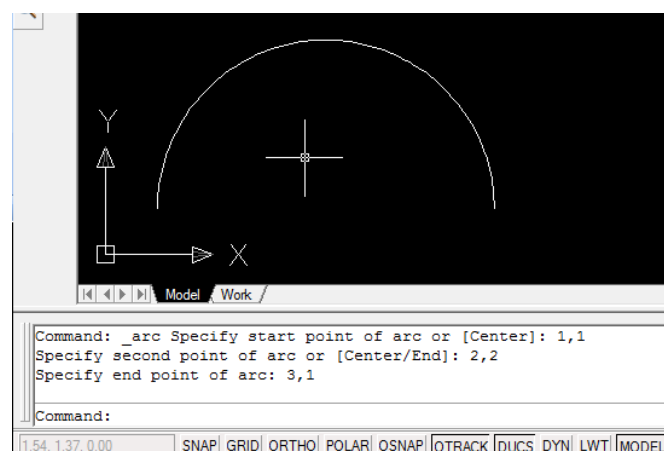 Y
X
Model Work
Command: _arc Specify start point of arc or [Center]: 1,1
Specify second point of arc or [Center/End]: 2,2
Specify end point of arc: 3,1
Command:
1.54, 1.37, 0.00 SNAP GRID ORTHO POLAR OSNAP OTRACK DUCS DYN LWT MODEL